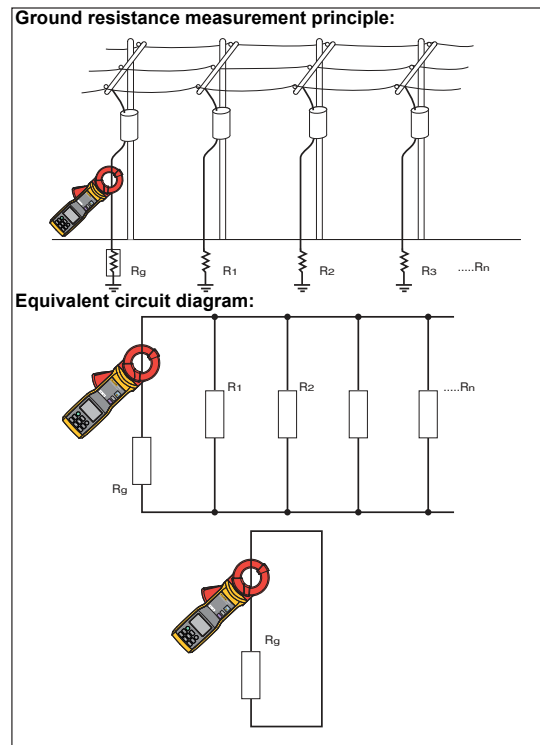 Ground resistance measurement principle:
Rg R1 R2 R3 .....Rn
Equivalent circuit diagram:
R1 R2 .....Rn
Rg
Rg